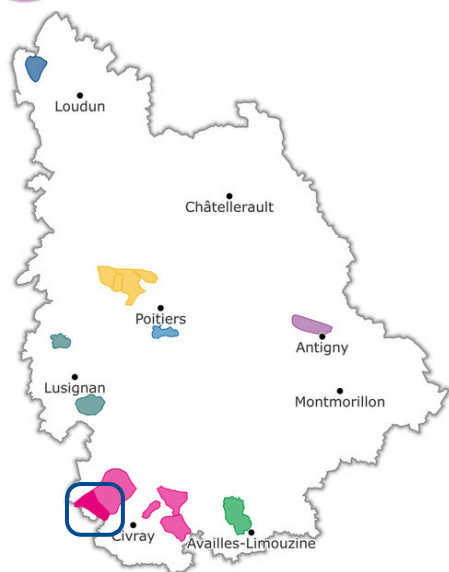 Loudun
Châtellerault
Poitiers
Antigny
Lusignan
Montmorillon
Civray
Availles-Limouzine